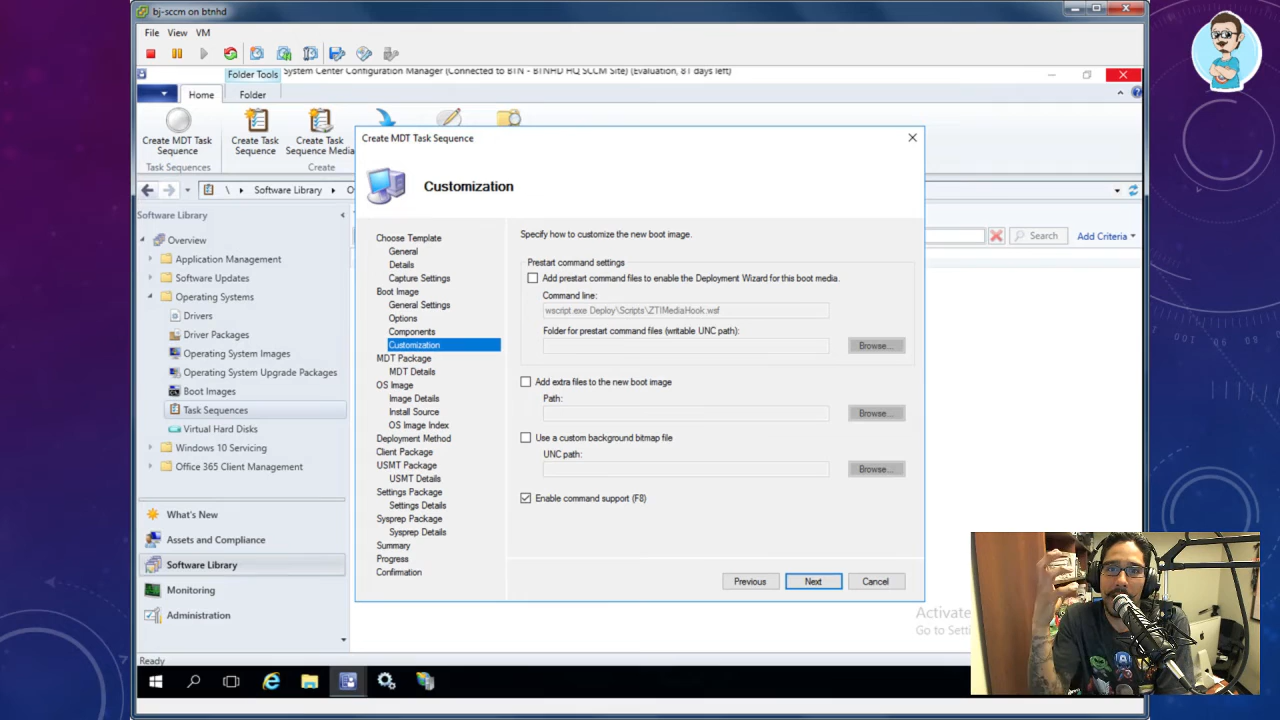 bj-sccm on btnhd
File View VM
Folder Tools System Center Configuration Manager (Connected to BTN - BTNHD HQ SCCM Site) (Evaluation, 81 days left)
Home Folder
Create MDT Task Sequence
Create Task Sequence
Create Task Sequence Media
Task Sequences
Create
\ Software Library
Software Library
Overview
Application Management
Software Updates
Operating Systems
Drivers
Driver Packages
Operating System Images
Operating System Upgrade Packages
Boot Images
Task Sequences
Virtual Hard Disks
Windows 10 Servicing
Office 365 Client Management
What's New
Assets and Compliance
Software Library
Monitoring
Administration
Ready
Search Add Criteria
Create MDT Task Sequence
Customization
Choose Template
General
Details
Capture Settings
Boot Image
General Settings
Options
Components
Customization
MDT Package
MDT Details
OS Image
Image Details
Install Source
OS Image Index
Deployment Method
Client Package
USMT Package
USMT Details
Settings Package
Settings Details
Sysprep Package
Sysprep Details
Summary
Progress
Confirmation
Specify how to customize the new boot image.
Prestart command settings
Add prestart command files to enable the Deployment Wizard for this boot media.
Command line:
wscript.exe Deploy\Scripts\ZTIMediaHook.wsf
Folder for prestart command files (writable UNC path):
Browse...
Add extra files to the new boot image
Path:
Browse...
Use a custom background bitmap file
UNC path:
Browse...
Enable command support (F8)
Previous Next Cancel
Activate
Go to